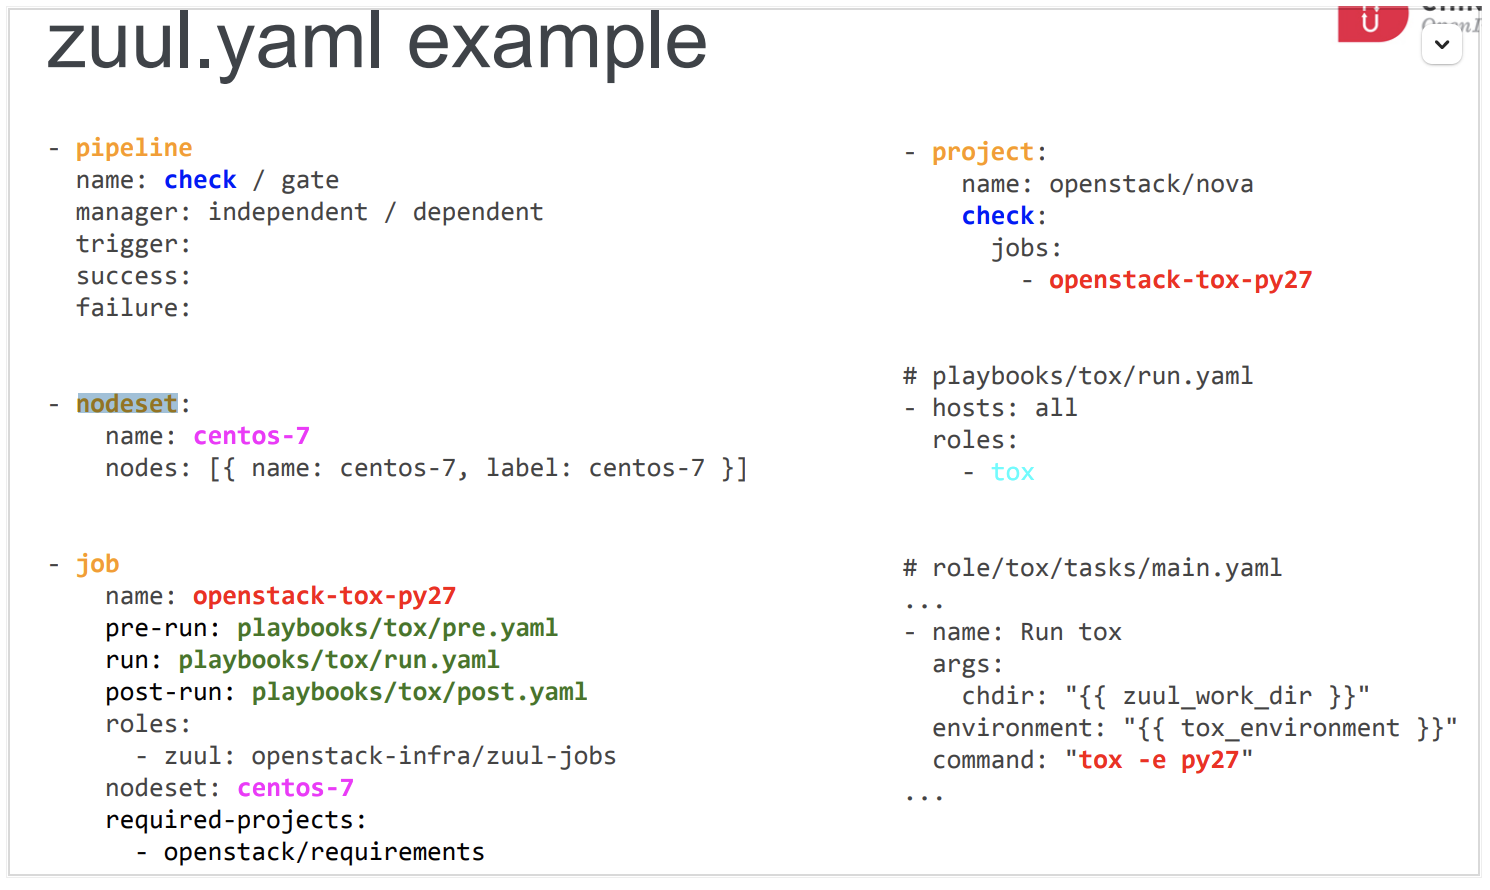 zuul.yaml example
- pipeline
name: check / gate
manager: independent / dependent
trigger:
success:
failure:
- nodeset:
name: centos-7
nodes: [{ name: centos-7, label: centos-7 }]
- job
name: openstack-tox-py27
pre-run: playbooks/tox/pre.yaml
run: playbooks/tox/run.yaml
post-run: playbooks/tox/post.yaml
roles:
- zuul: openstack-infra/zuul-jobs
nodeset: centos-7
required-projects:
- openstack/requirements
- project:
name: openstack/nova
check:
jobs:
- openstack-tox-py27
# playbooks/tox/run.yaml
- hosts: all
roles:
- tox
# role/tox/tasks/main.yaml
...
- name: Run tox
args:
chdir: "{{ zuul_work_dir }}"
environment: "{{ tox_environment }}"
command: "tox -e py27"
...